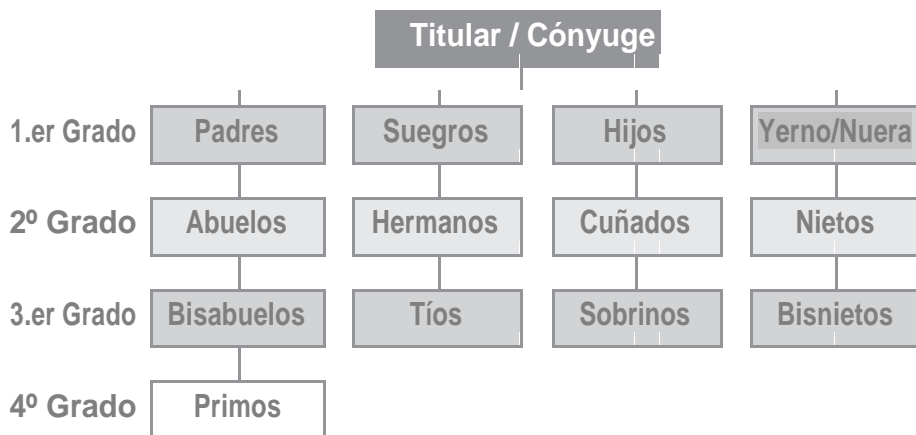 Titular / Cónyuge
1.er Grado Padres Suegros Hijos Yerno/Nuera
2º Grado Abuelos Hermanos Cuñados Nietos
3.er Grado Bisabuelos Tíos Sobrinos Bisnietos
4º Grado Primos